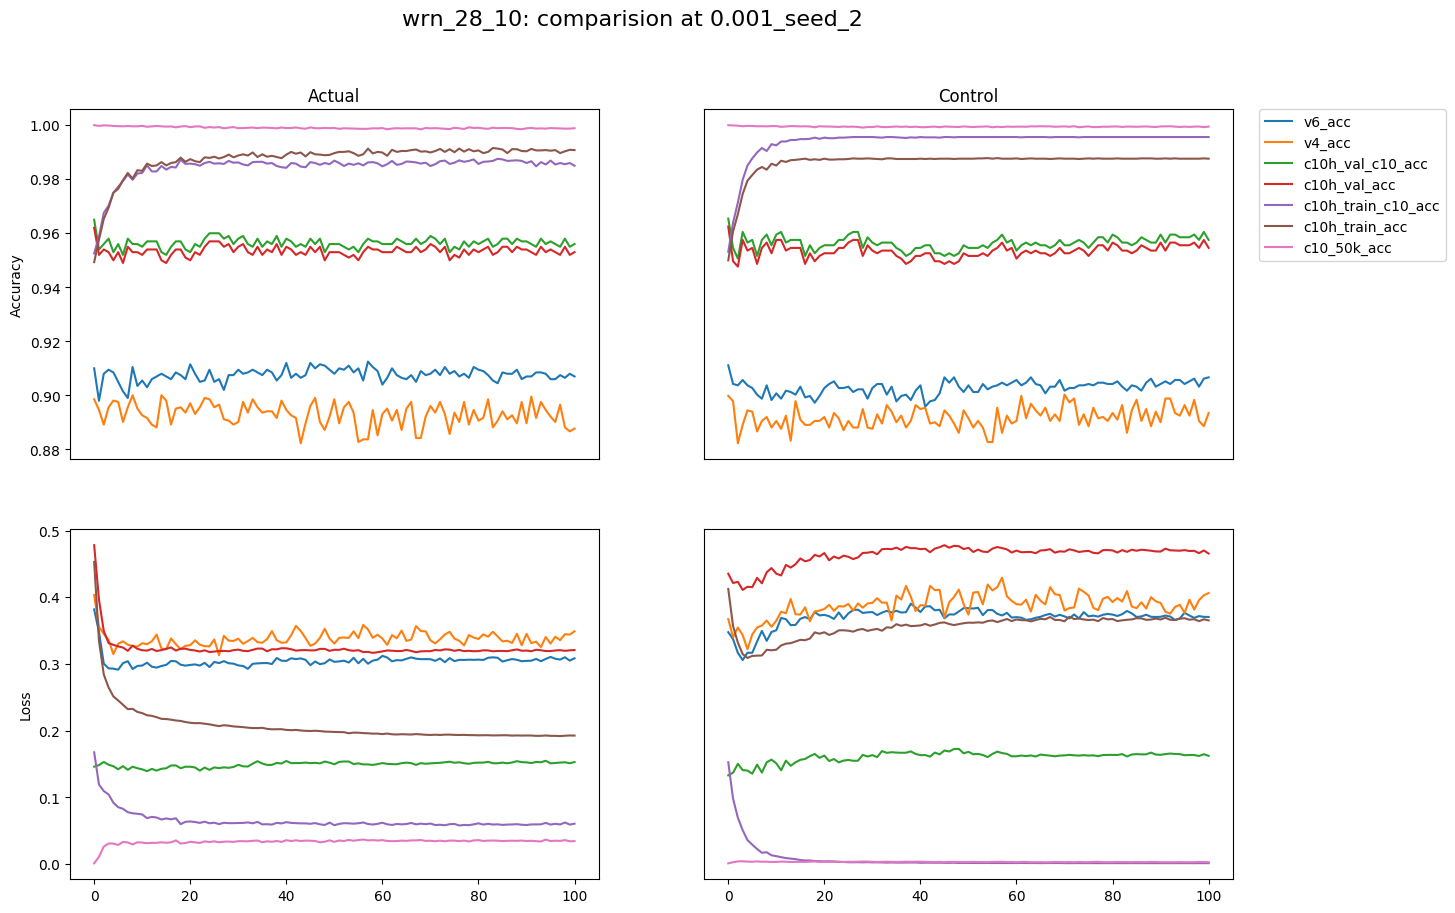 wrn_28_10: comparision at 0.001_seed_2
Actual
Control
Accuracy
1.00
0.98
0.96
0.94
0.92
0.90
0.88
v6_acc
v4_acc
c10h_val_c10_acc
c10h_val_acc
c10h_train_c10_acc
c10h_train_acc
c10_50k_acc
Loss
0.5
0.4
0.3
0.2
0.1
0.0
0 20 40 60 80 100
0 20 40 60 80 100